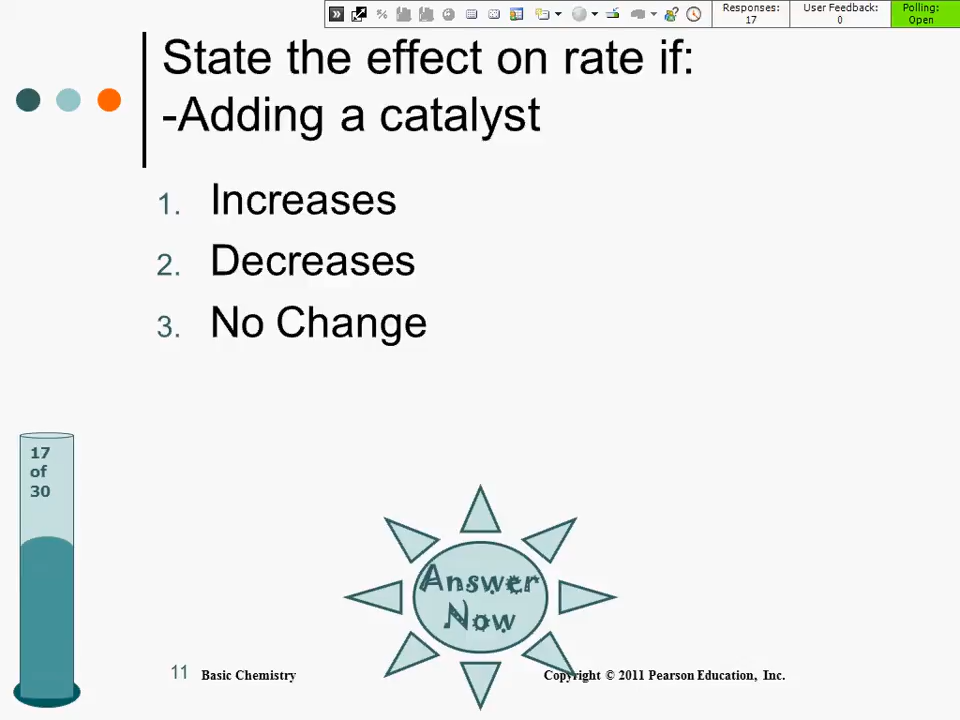 Responses:
17
User Feedback:
0
Polling:
Open
State the effect on rate if:
-Adding a catalyst
1. Increases
2. Decreases
3. No Change
17
of
30
Answer
Now
11 Basic Chemistry
Copyright © 2011 Pearson Education, Inc.